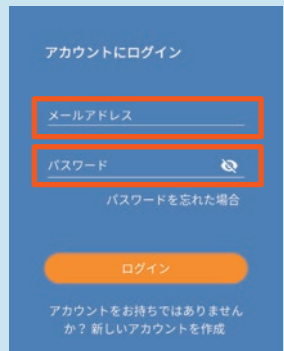 アカウントにログイン
メールアドレス
パスワード
パスワードを忘れた場合
ログイン
アカウントをお持ちではありません
か？新しいアカウントを作成